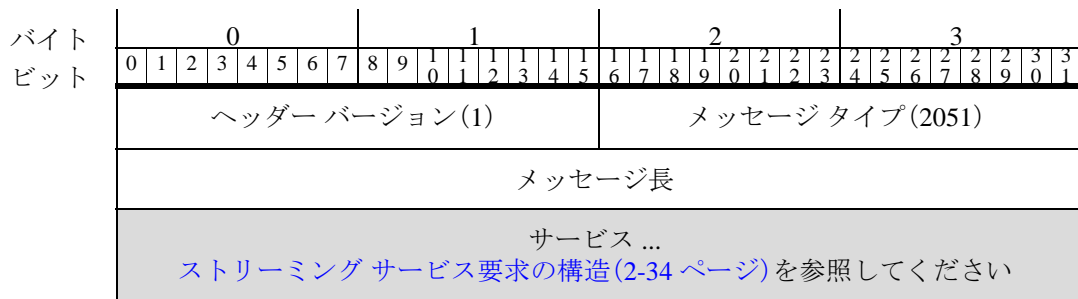 バイト 0 1 2 3
ビット 0 1 2 3 4 5 6 7 8 9 10 11 12 13 14 15 16 17 18 19 20 21 22 23 24 25 26 27 28 29 30 31
ヘッダー バージョン(1) メッセージ タイプ(2051)
メッセージ長
サービス ...
ストリーミング サービス要求の構造(2-34 ページ)を参照してください